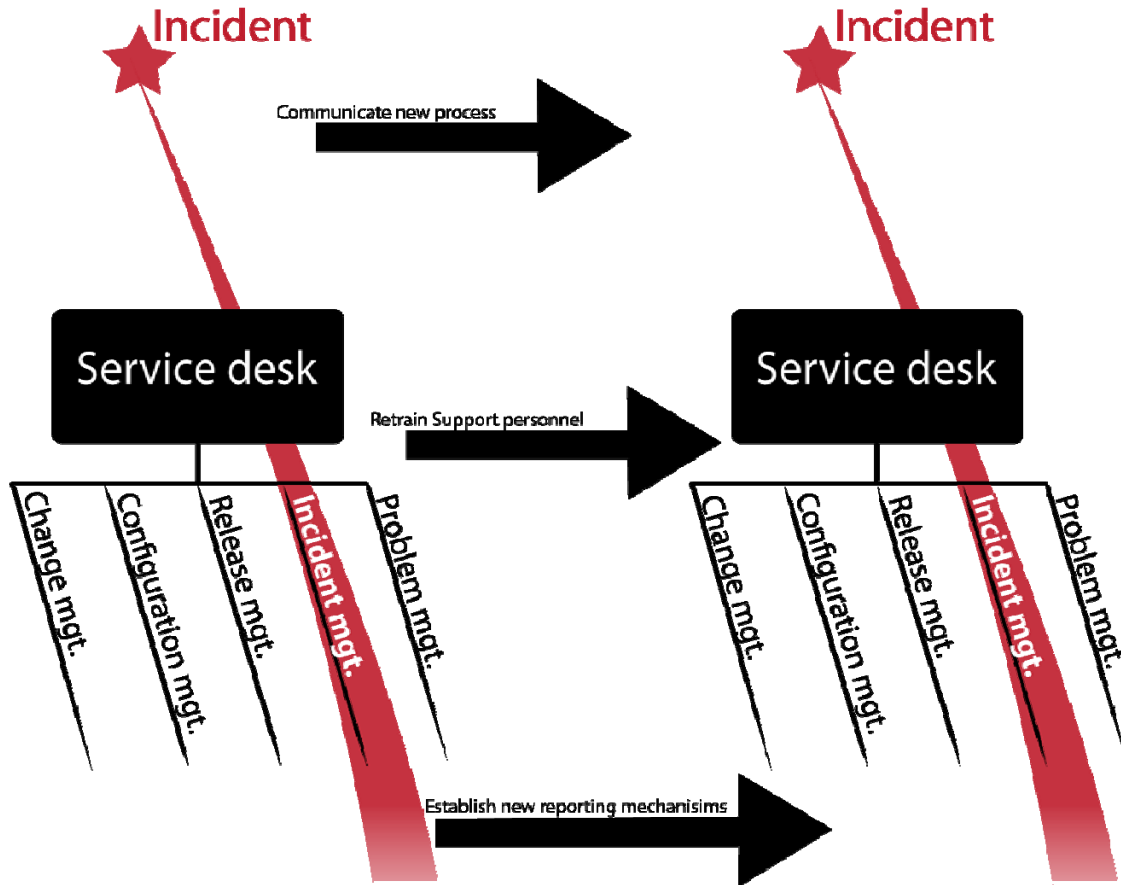 Incident
Incident
Communicate new process
Service desk
Service desk
Retrain Support personnel
Change mgt.
Configuration mgt.
Release mgt.
Incident mgt.
Problem mgt.
Change mgt.
Configuration mgt.
Release mgt.
Incident mgt.
Problem mgt.
Establish new reporting mechanisims